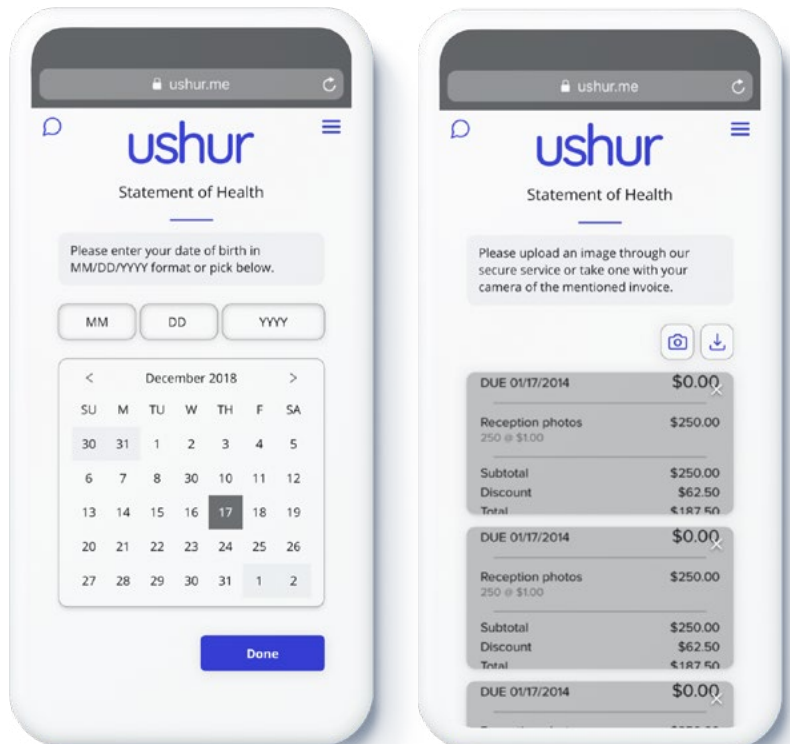 ushur.me
ushur
Statement of Health
Please enter your date of birth in
MM/DD/YYYY format or pick below.
MM DD YYYY
< December 2018 >
SU M TU W TH F SA
30 31 1 2 3 4 5
6 7 8 30 10 11 12
13 14 15 16 17 18 19
20 21 22 23 24 25 26
27 28 29 30 31 1 2
Done
ushur.me
ushur
Statement of Health
Please upload an image through our
secure service or take one with your
camera of the mentioned invoice.
DUE 01/17/2014 $0.00
Reception photos $250.00
250 @ $1.00
Subtotal $250.00
Discount $62.50
Total $187.50
DUE 01/17/2014 $0.00
Reception photos $250.00
250 @ $1.00
Subtotal $250.00
Discount $62.50
Total $187.50
DUE 01/17/2014 $0.00